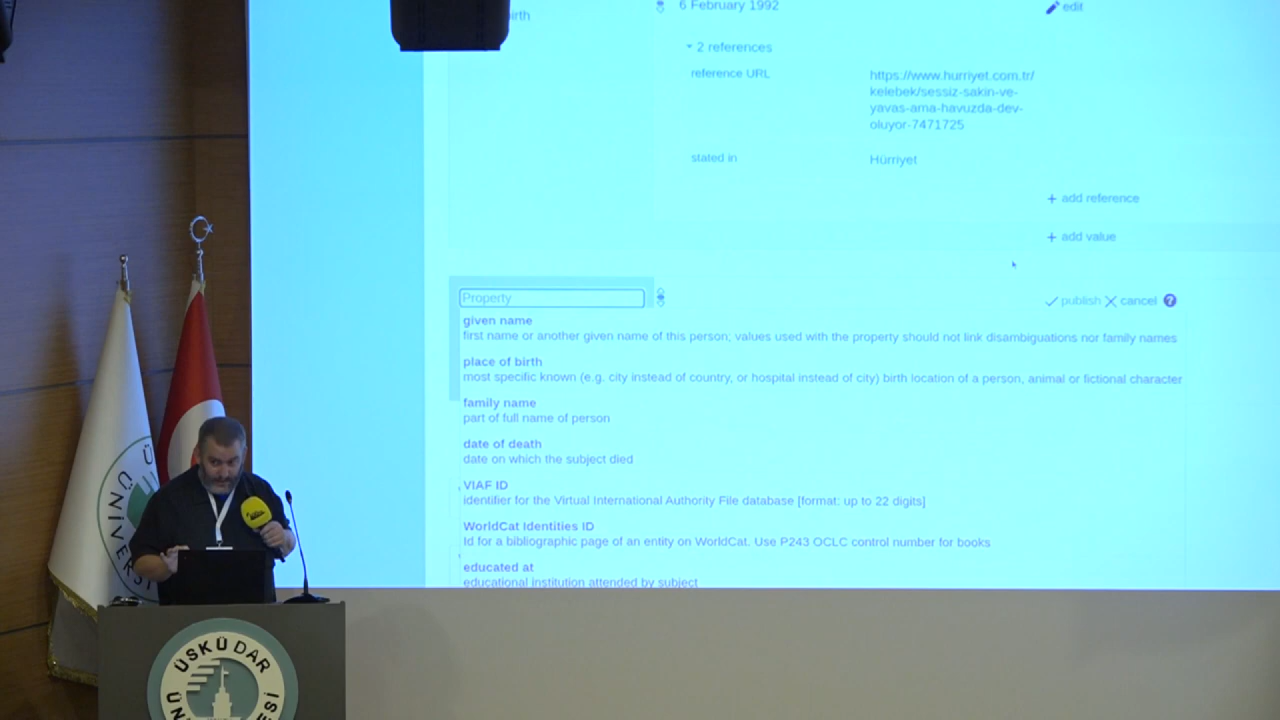 irth
6 February 1992
edit
2 references
reference URL
https://www.hurriyet.com.tr/
kelebek/sessiz-sakin-ve-
yavas-ama-havuzda-dev-
oluyor-7471725
stated in
Hürriyet
+ add reference
+ add value
Property
publish
cancel
?
given name
first name or another given name of this person; values used with the property should not link disambiguations nor family names
place of birth
most specific known (e.g. city instead of country, or hospital instead of city) birth location of a person, animal or fictional character
family name
part of full name of person
date of death
date on which the subject died
VIAF ID
identifier for the Virtual International Authority File database [format: up to 22 digits]
WorldCat Identities ID
Id for a bibliographic page of an entity on WorldCat. Use P243 OCLC control number for books
educated at
educational institution attended by subject
Ü ÜNİVERSİ
ÜSKÜDAR
ÜNİ
ESİ